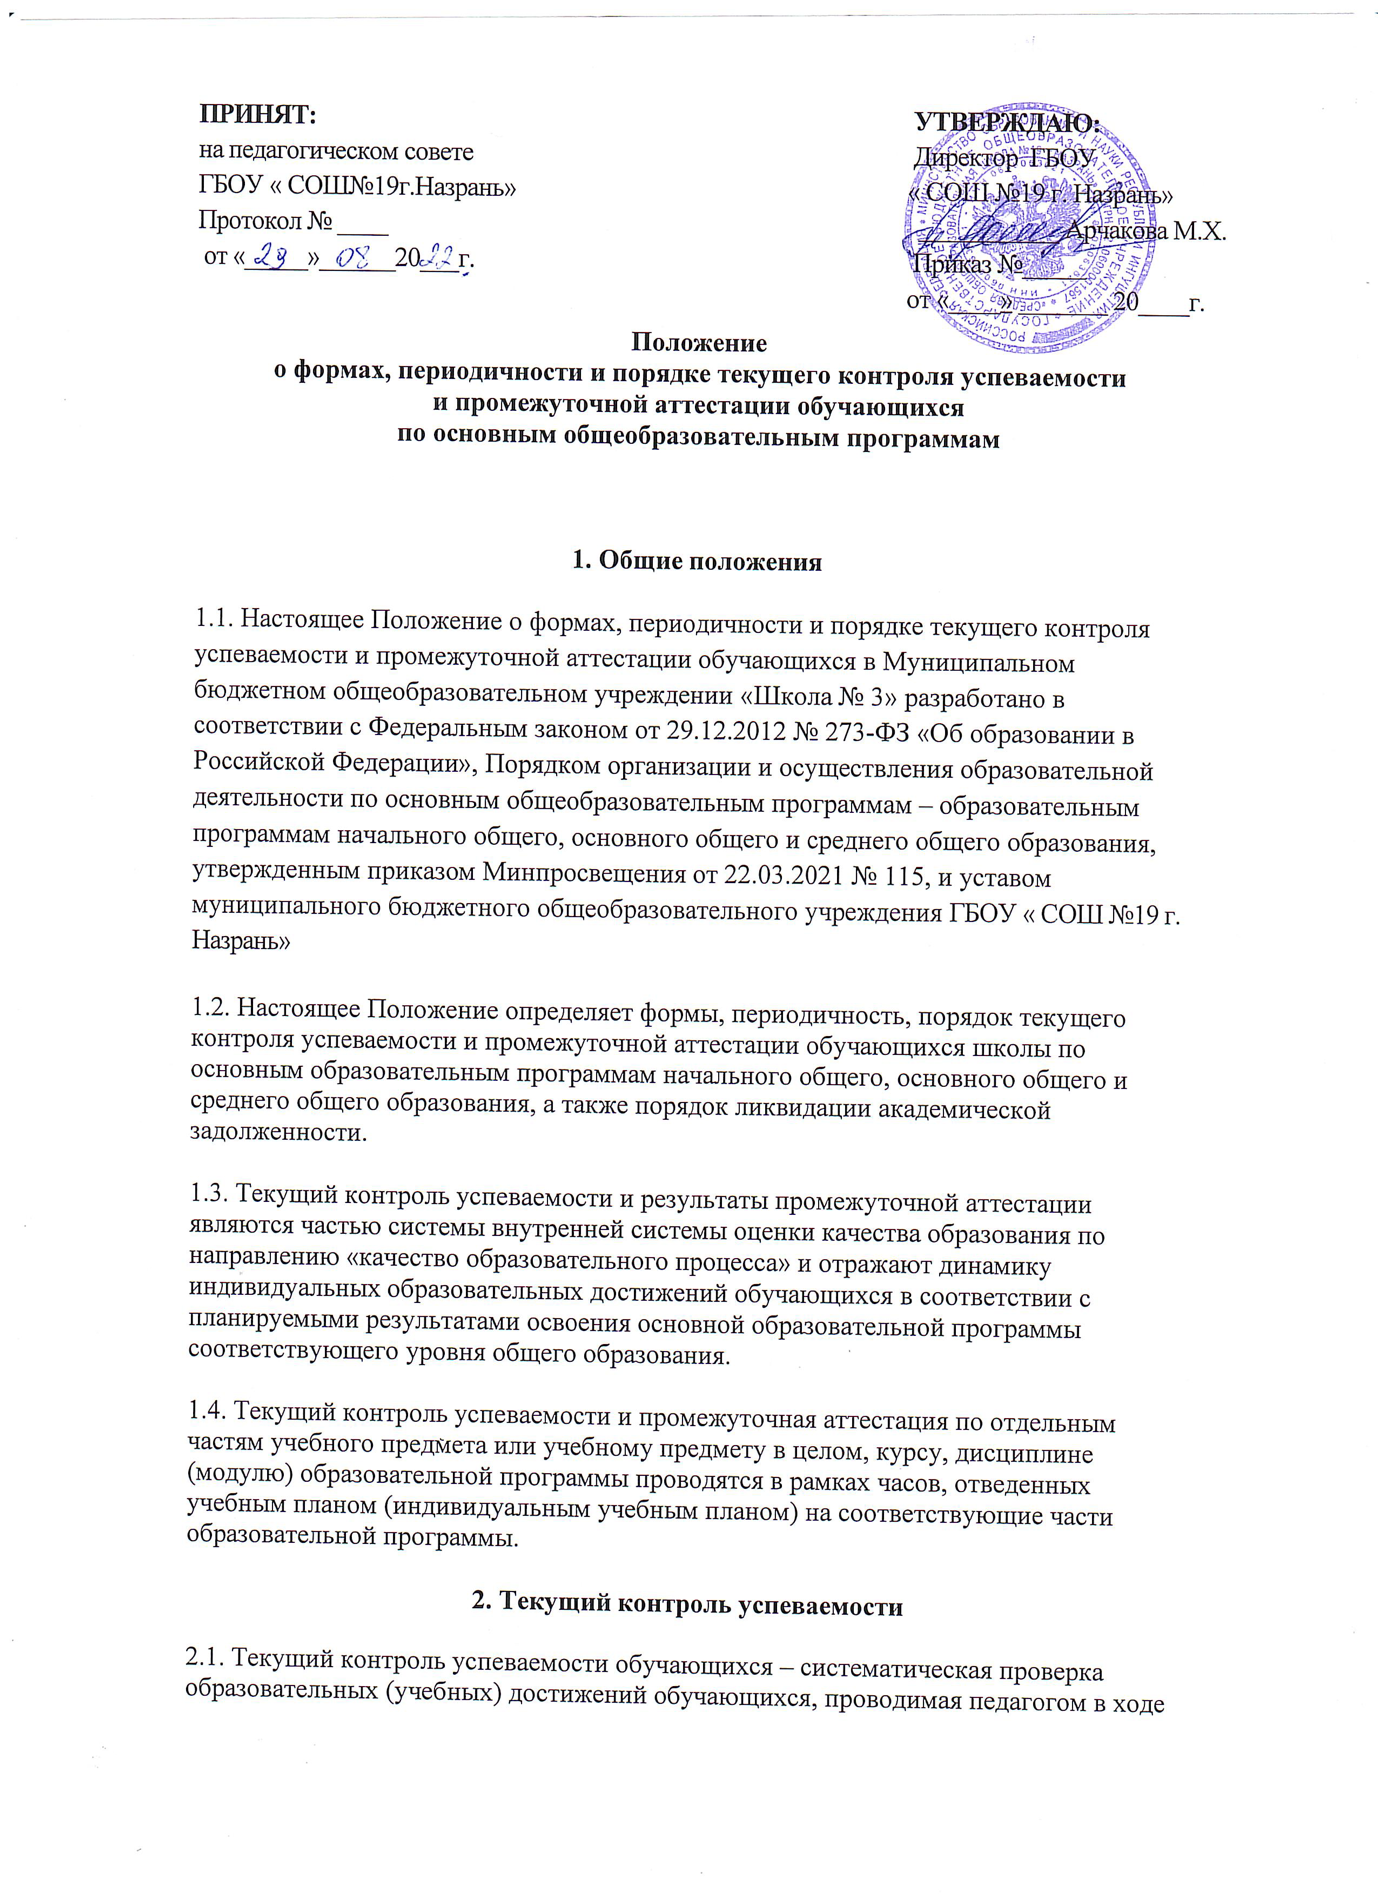 ПРИНЯТ:
на педагогическом совете
ГБОУ « СОШ№19г.Назрань»
Протокол № ____
от «29» 08 2022г.
УТВЕРЖДАЮ:
Директор ГБОУ
« СОШ №19 г. Назрань»
Арчакова М.Х.
Приказ №
от «____» _______ 20____г.
Положение
о формах, периодичности и порядке текущего контроля успеваемости
и промежуточной аттестации обучающихся
по основным общеобразовательным программам
1. Общие положения
1.1. Настоящее Положение о формах, периодичности и порядке текущего контроля
успеваемости и промежуточной аттестации обучающихся в Муниципальном
бюджетном общеобразовательном учреждении «Школа № 3» разработано в
соответствии с Федеральным законом от 29.12.2012 № 273-ФЗ «Об образовании в
Российской Федерации», Порядком организации и осуществления образовательной
деятельности по основным общеобразовательным программам – образовательным
программам начального общего, основного общего и среднего общего образования,
утвержденным приказом Минпросвещения от 22.03.2021 № 115, и уставом
муниципального бюджетного общеобразовательного учреждения ГБОУ « СОШ №19 г.
Назрань»
1.2. Настоящее Положение определяет формы, периодичность, порядок текущего
контроля успеваемости и промежуточной аттестации обучающихся школы по
основным образовательным программам начального общего, основного общего и
среднего общего образования, а также порядок ликвидации академической
задолженности.
1.3. Текущий контроль успеваемости и результаты промежуточной аттестации
являются частью системы внутренней системы оценки качества образования по
направлению «качество образовательного процесса» и отражают динамику
индивидуальных образовательных достижений обучающихся в соответствии с
планируемыми результатами освоения основной образовательной программы
соответствующего уровня общего образования.
1.4. Текущий контроль успеваемости и промежуточная аттестация по отдельным
частям учебного предмета или учебному предмету в целом, курсу, дисциплине
(модулю) образовательной программы проводятся в рамках часов, отведенных
учебным планом (индивидуальным учебным планом) на соответствующие части
образовательной программы.
2. Текущий контроль успеваемости
2.1. Текущий контроль успеваемости обучающихся – систематическая проверка
образовательных (учебных) достижений обучающихся, проводимая педагогом в ходе